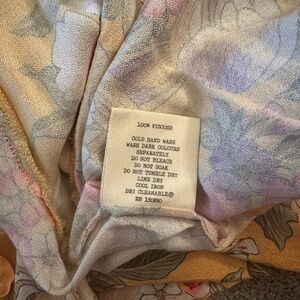 100% VISCOSE
COLD HAND WASH
WASH DARK COLOURS
SEPARATELY
DO NOT BLEACH
DO NOT SOAK
DO NOT TUMBLE DRY
LINE DRY
COOL IRON
DRY CLEANABLE Ⓟ
RN 150890